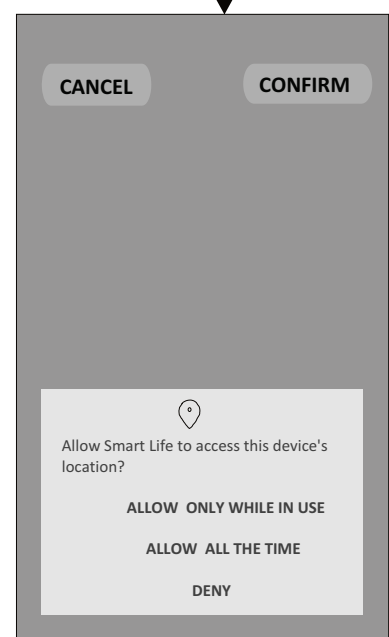 CANCEL
CONFIRM
Allow Smart Life to access this device's
location?
ALLOW ONLY WHILE IN USE
ALLOW ALL THE TIME
DENY